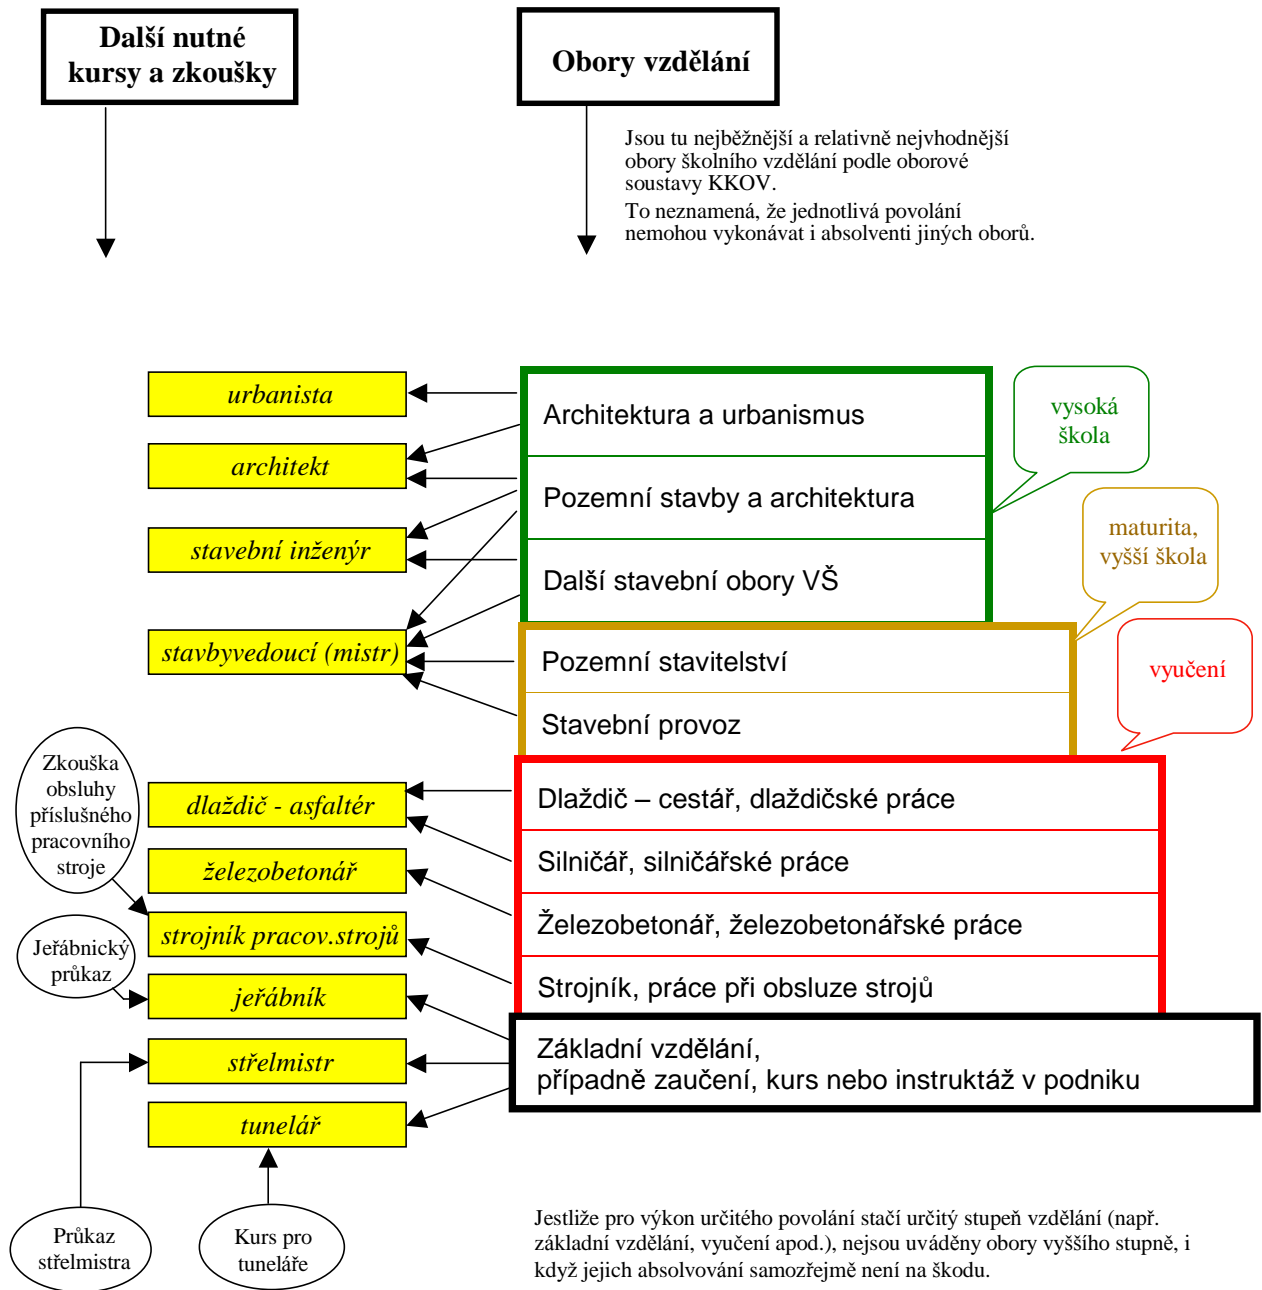 Další nutné
kursy a zkoušky
Obory vzdělání
Jsou tu nejběžnější a relativně nejvhodnější
obory školního vzdělání podle oborové
soustavy KKOV.
To neznamená, že jednotlivá povolání
nemohou vykonávat i absolventi jiných oborů.
urbanista
architekt
stavební inženýr
stavbyvedoucí (mistr)
Architektura a urbanismus
Pozemní stavby a architektura
Další stavební obory VŠ
vysoká
škola
Pozemní stavitelství
Stavební provoz
maturita,
vyšší škola
vyučení
Zkouška
obsluhy
příslušného
pracovního
stroje
dlaždič - asfaltér
železobetonář
strojník pracov.strojů
Jeřábnický
průkaz
jeřábník
střelmistr
tunelář
Dlaždič – cestář, dlaždičské práce
Silničář, silničářské práce
Železobetonář, železobetonářské práce
Strojník, práce při obsluze strojů
Základní vzdělání,
případně zaučení, kurs nebo instruktáž v podniku
Průkaz
střelmistra
Kurs pro
tuneláře
Jestliže pro výkon určitého povolání stačí určitý stupeň vzdělání (např.
základní vzdělání, vyučení apod.), nejsou uváděny obory vyššího stupně, i
když jejich absolvování samozřejmě není na škodu.